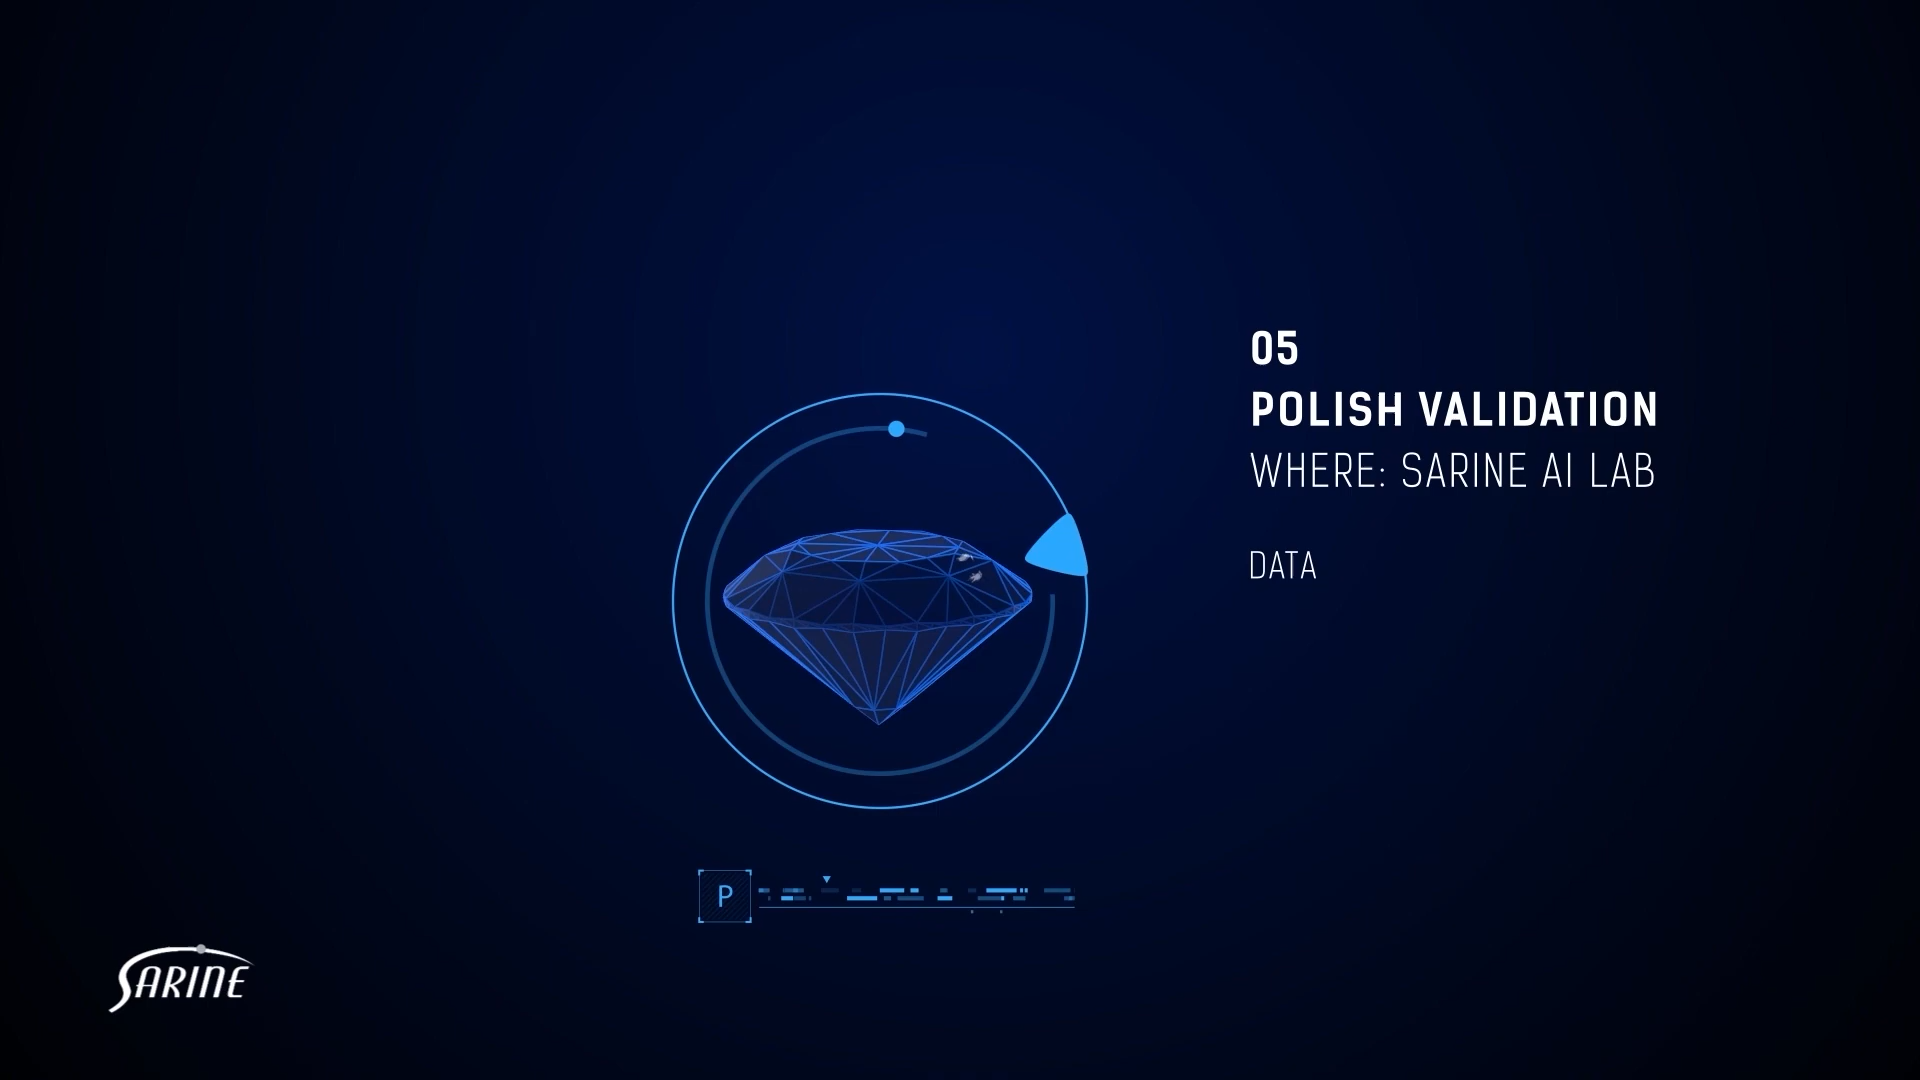 05
POLISH VALIDATION
WHERE: SARINE AI LAB
DATA
P
SARINE